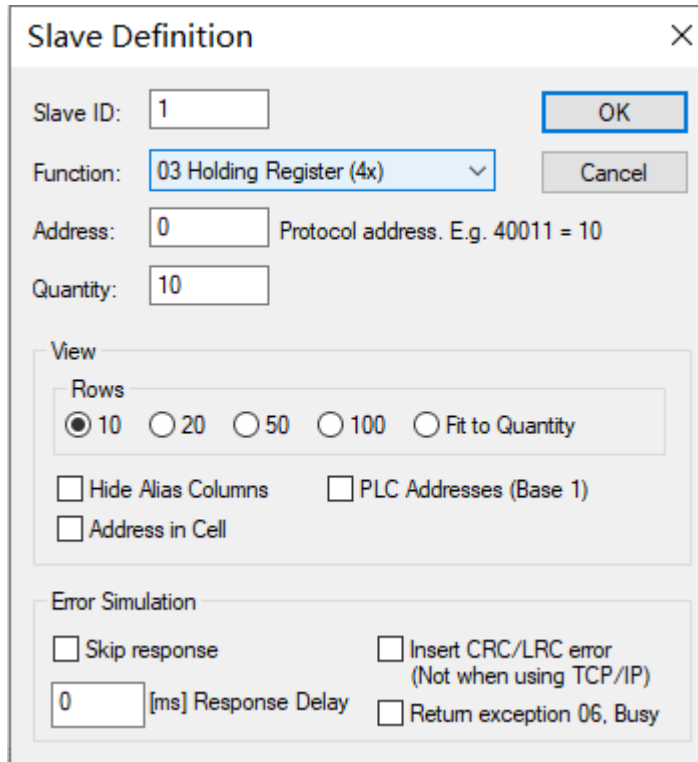 Slave Definition
Slave ID: 1 OK
Function: 03 Holding Register (4x) Cancel
Address: 0 Protocol address. E.g. 40011 = 10
Quantity: 10
View
Rows
10 20 50 100 Fit to Quantity
Hide Alias Columns PLC Addresses (Base 1)
Address in Cell
Error Simulation
Skip response Insert CRC/LRC error
(Not when using TCP/IP)
0 [ms] Response Delay
Return exception 06, Busy